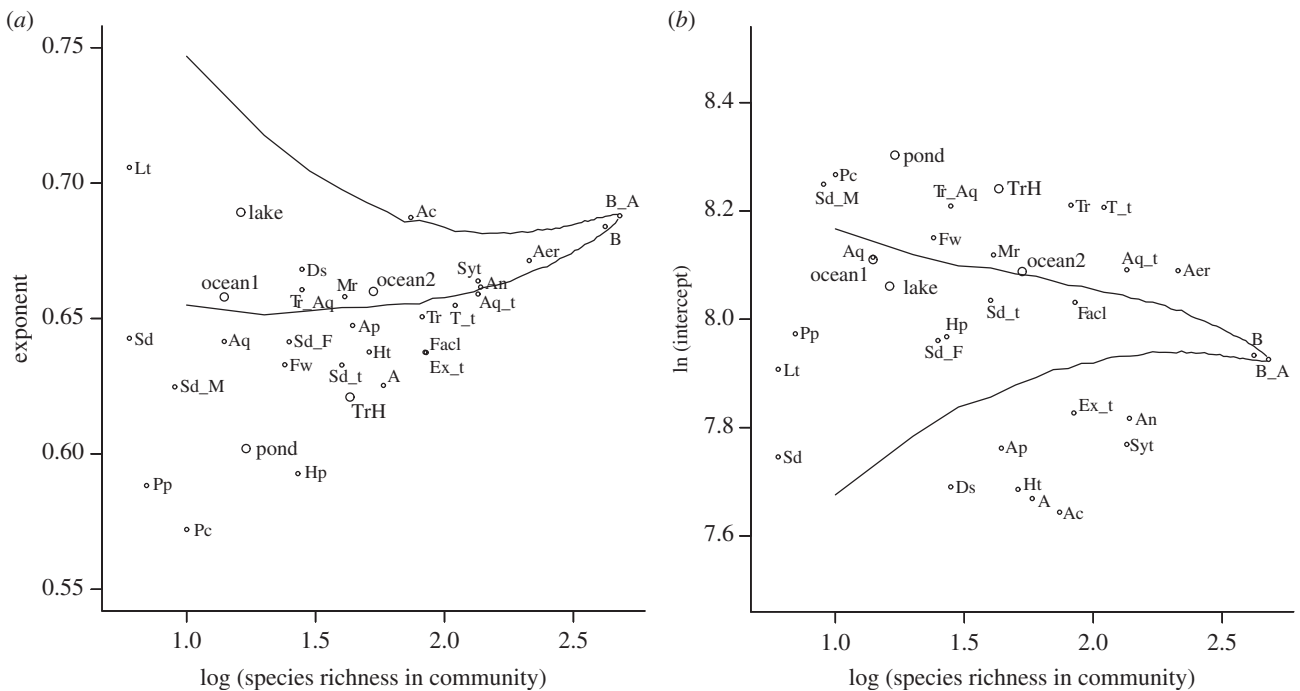 (a)
0.75
0.70
0.65
0.60
0.55
exponent
Lt
lake
Ac
B_A
B
Ds
Aer
Syt
An
Mr
ocean2
ocean1
Tr_Aq
Aq_t
Tr
T_t
Ap
Sd
Aq
Sd_F
Facl
Ht
Fw
Ex_t
Sd_t
A
Sd_M
TrH
pond
Hp
Pp
Pc
1.0 1.5 2.0 2.5
log (species richness in community)
(b)
8.4
8.2
8.0
7.8
7.6
ln (intercept)
pond
Pc
Sd_M
Tr_Aq
TrH
Tr
T_t
Fw
Mr
Aq
ocean1
ocean2
Aq_t
Aer
lake
Sd_t
Facl
Pp
Hp
Sd_F
B
B_A
Lt
Ex_t
An
Sd
Ap
Syt
Ds
Ht
A
Ac
1.0 1.5 2.0 2.5
log (species richness in community)